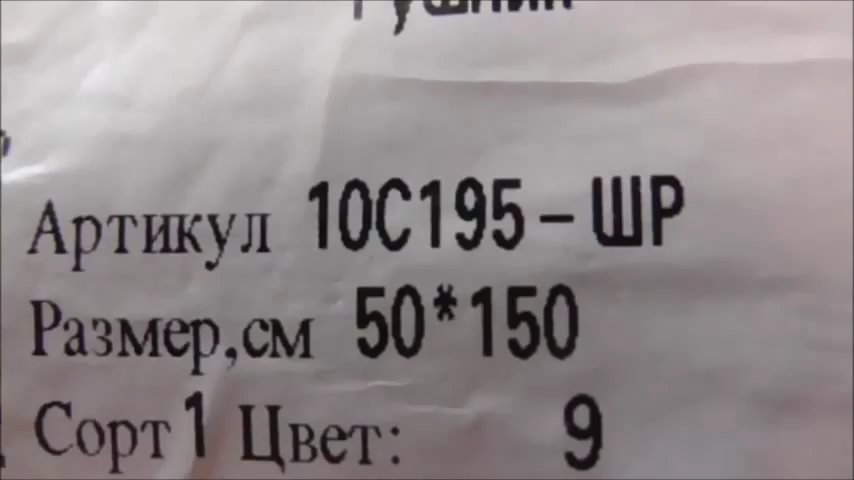 Артикул 10С195-ШР
Размер,см 50*150
Сорт 1 Цвет: 9